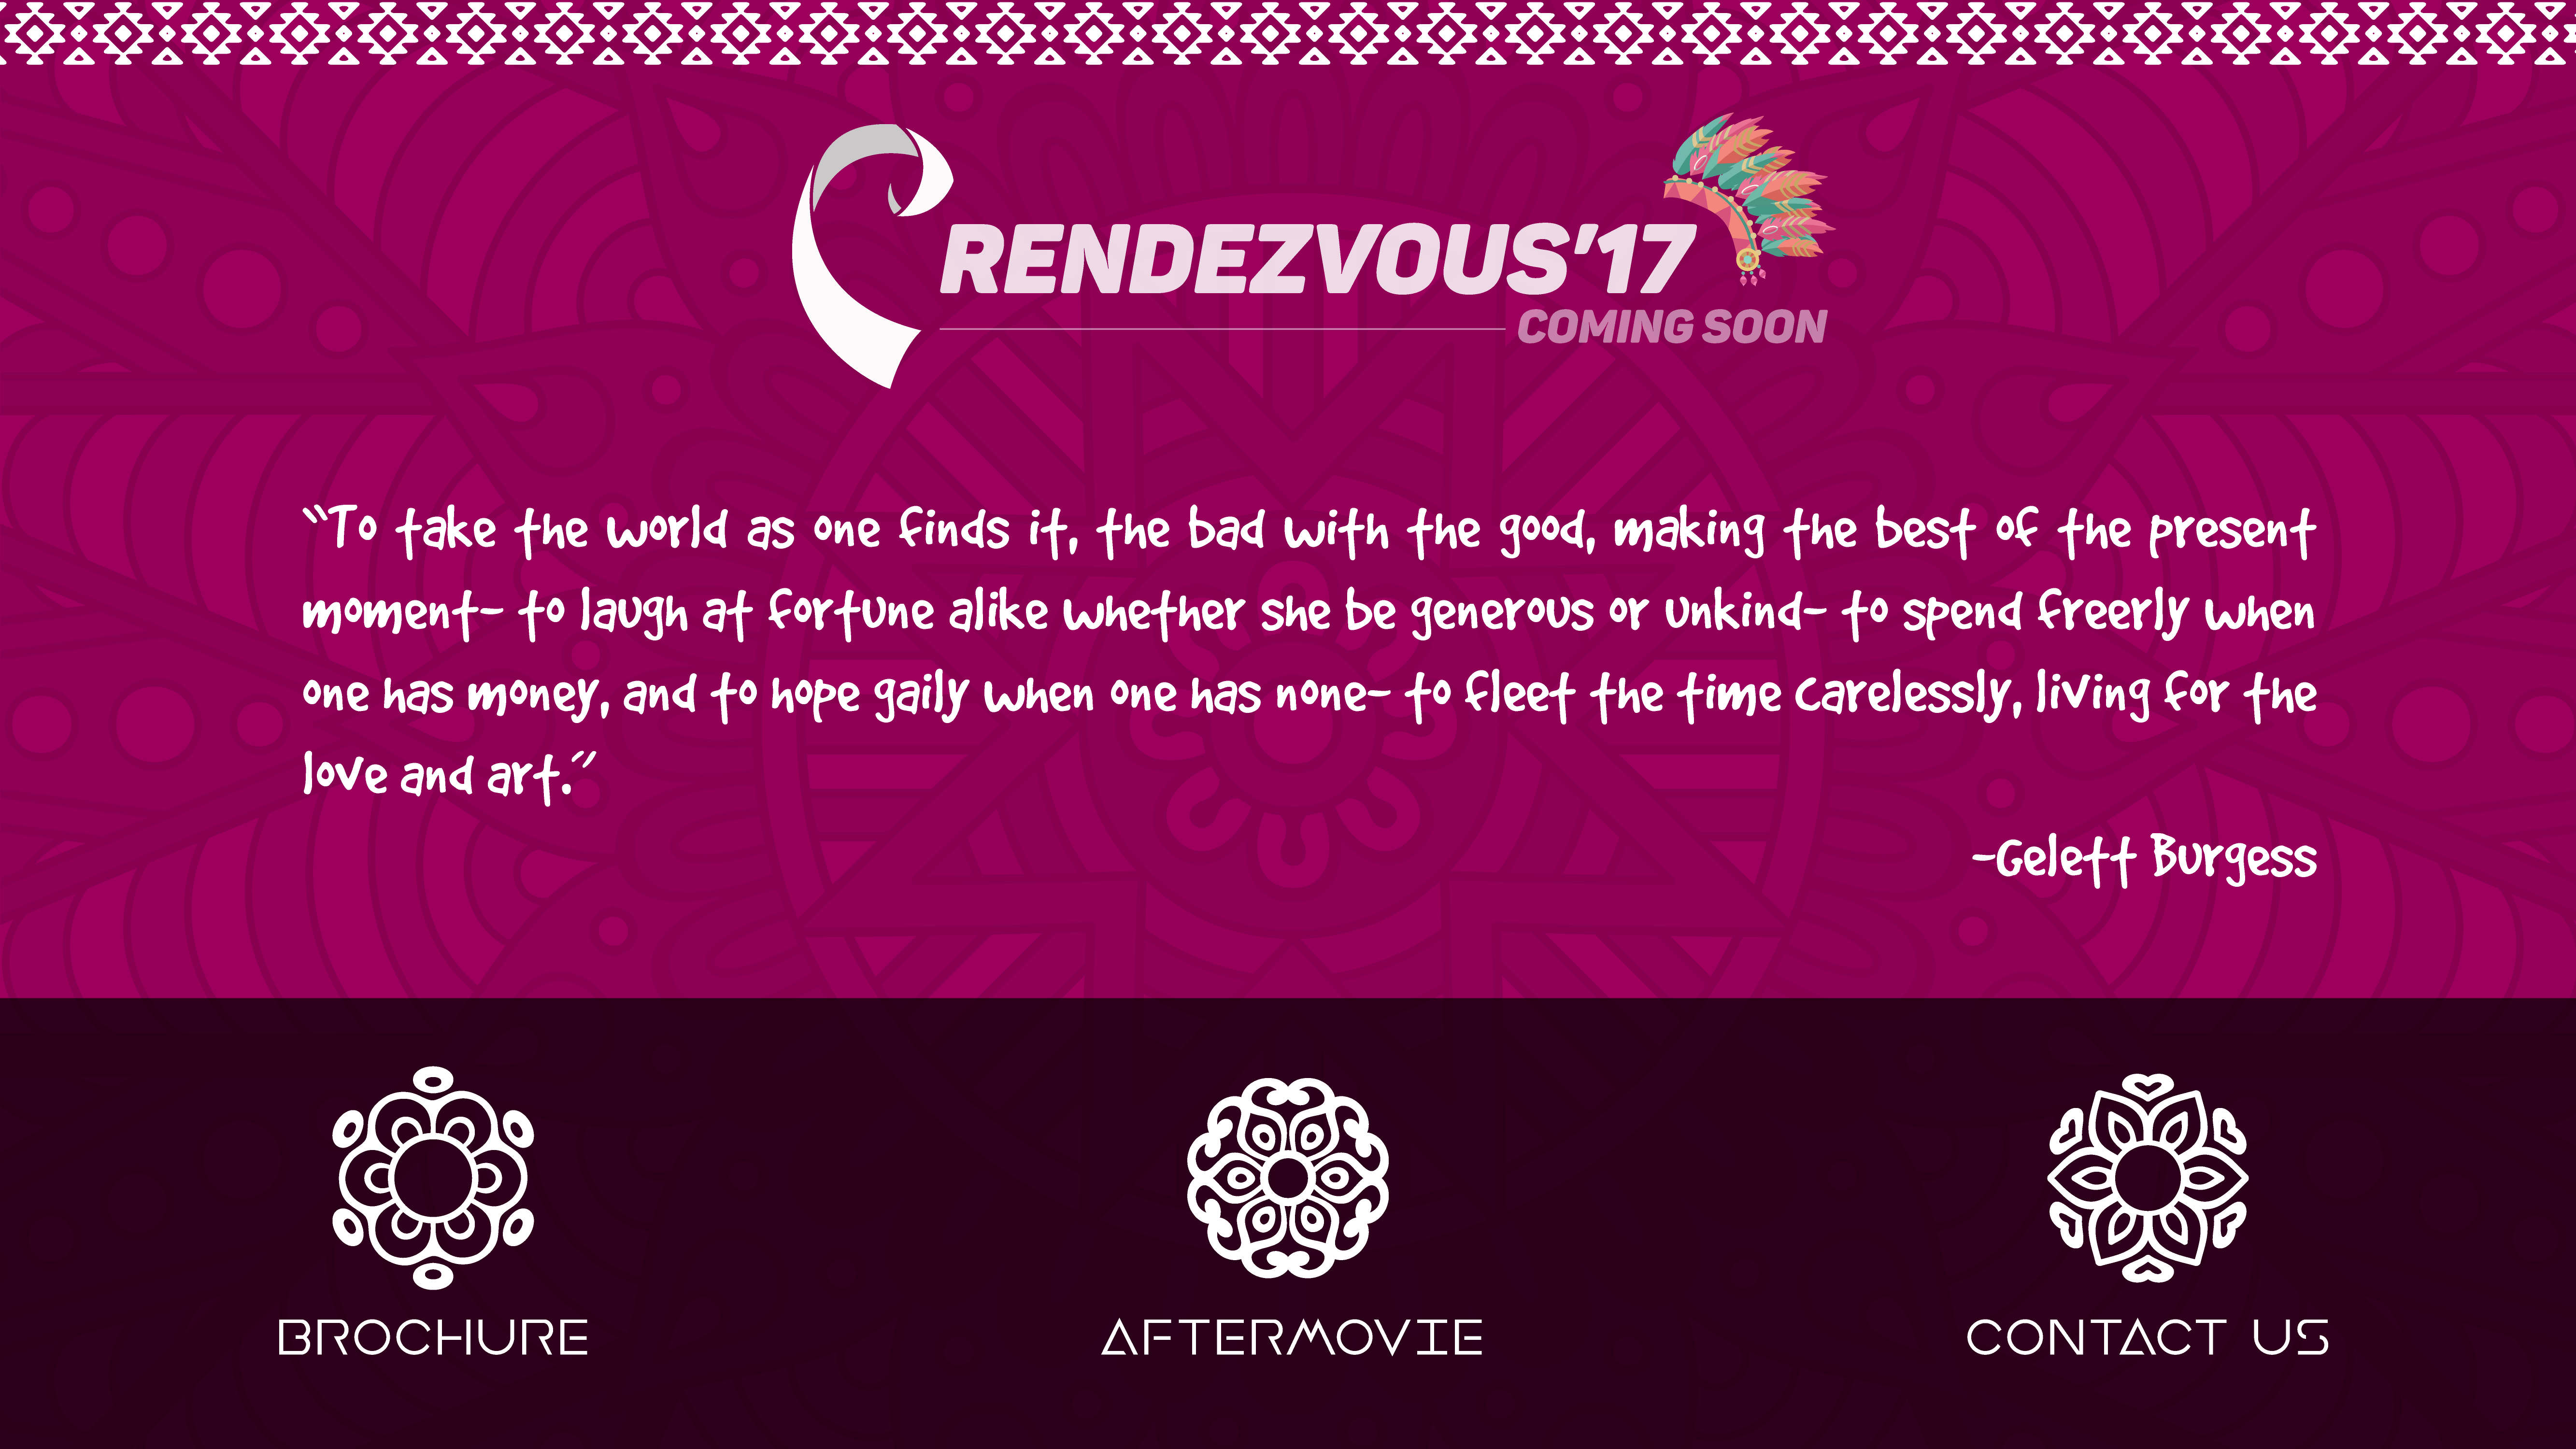 RENDEZVOUS'17
COMING SOON
“To take the world as one finds it, the bad with the good, making the best of the present
moment- to laugh at fortune alike whether she be generous or unkind- to spend freerly when
one has money, and to hope gaily when one has none- to fleet the time carelessly, living for the
love and art.”
-Gelett Burgess
BROCHURE
AFTERMOVIE
CONTACT US